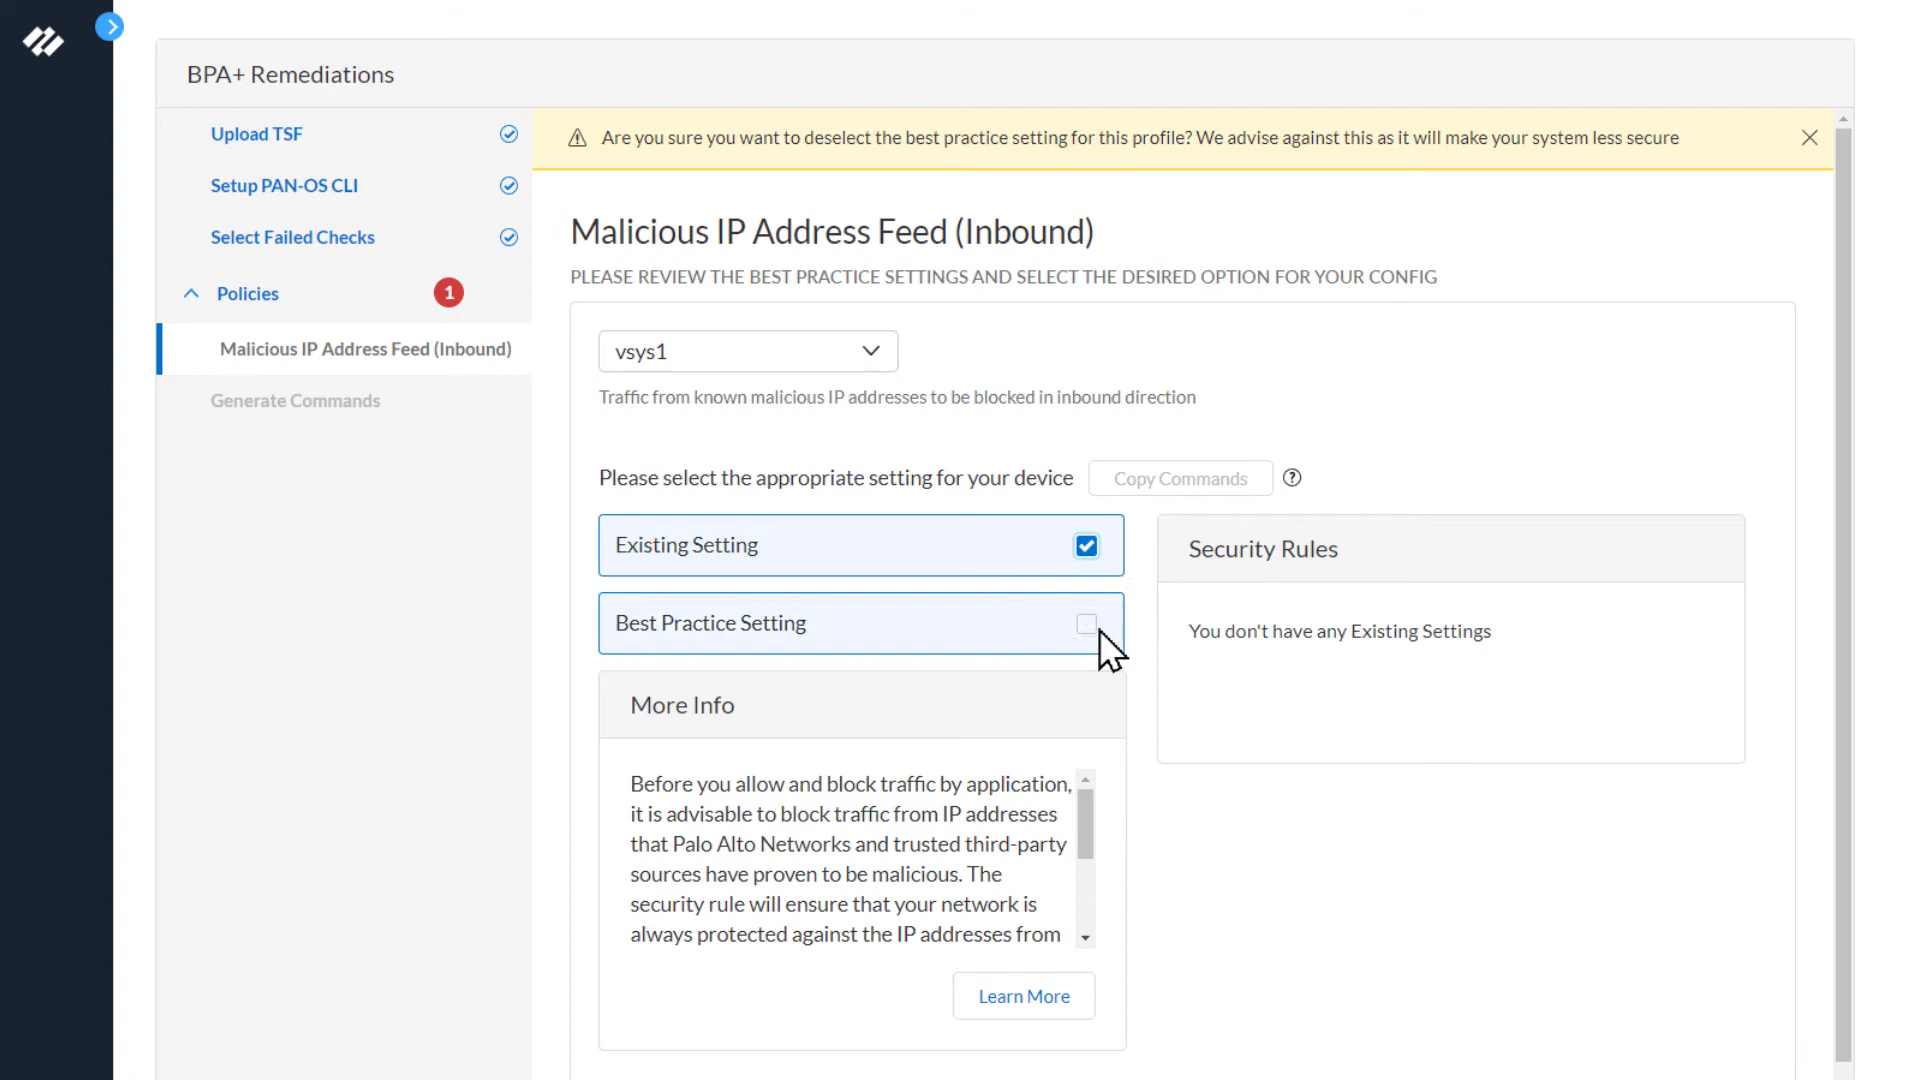 BPA+ Remediations
Upload TSF
Setup PAN-OS CLI
Select Failed Checks
Policies
1
Malicious IP Address Feed (Inbound)
Generate Commands
Are you sure you want to deselect the best practice setting for this profile? We advise against this as it will make your system less secure
Malicious IP Address Feed (Inbound)
PLEASE REVIEW THE BEST PRACTICE SETTINGS AND SELECT THE DESIRED OPTION FOR YOUR CONFIG
vsys1
Traffic from known malicious IP addresses to be blocked in inbound direction
Please select the appropriate setting for your device
Copy Commands
?
Existing Setting
Best Practice Setting
More Info
Before you allow and block traffic by application,
it is advisable to block traffic from IP addresses
that Palo Alto Networks and trusted third-party
sources have proven to be malicious. The
security rule will ensure that your network is
always protected against the IP addresses from
Learn More
Security Rules
You don't have any Existing Settings